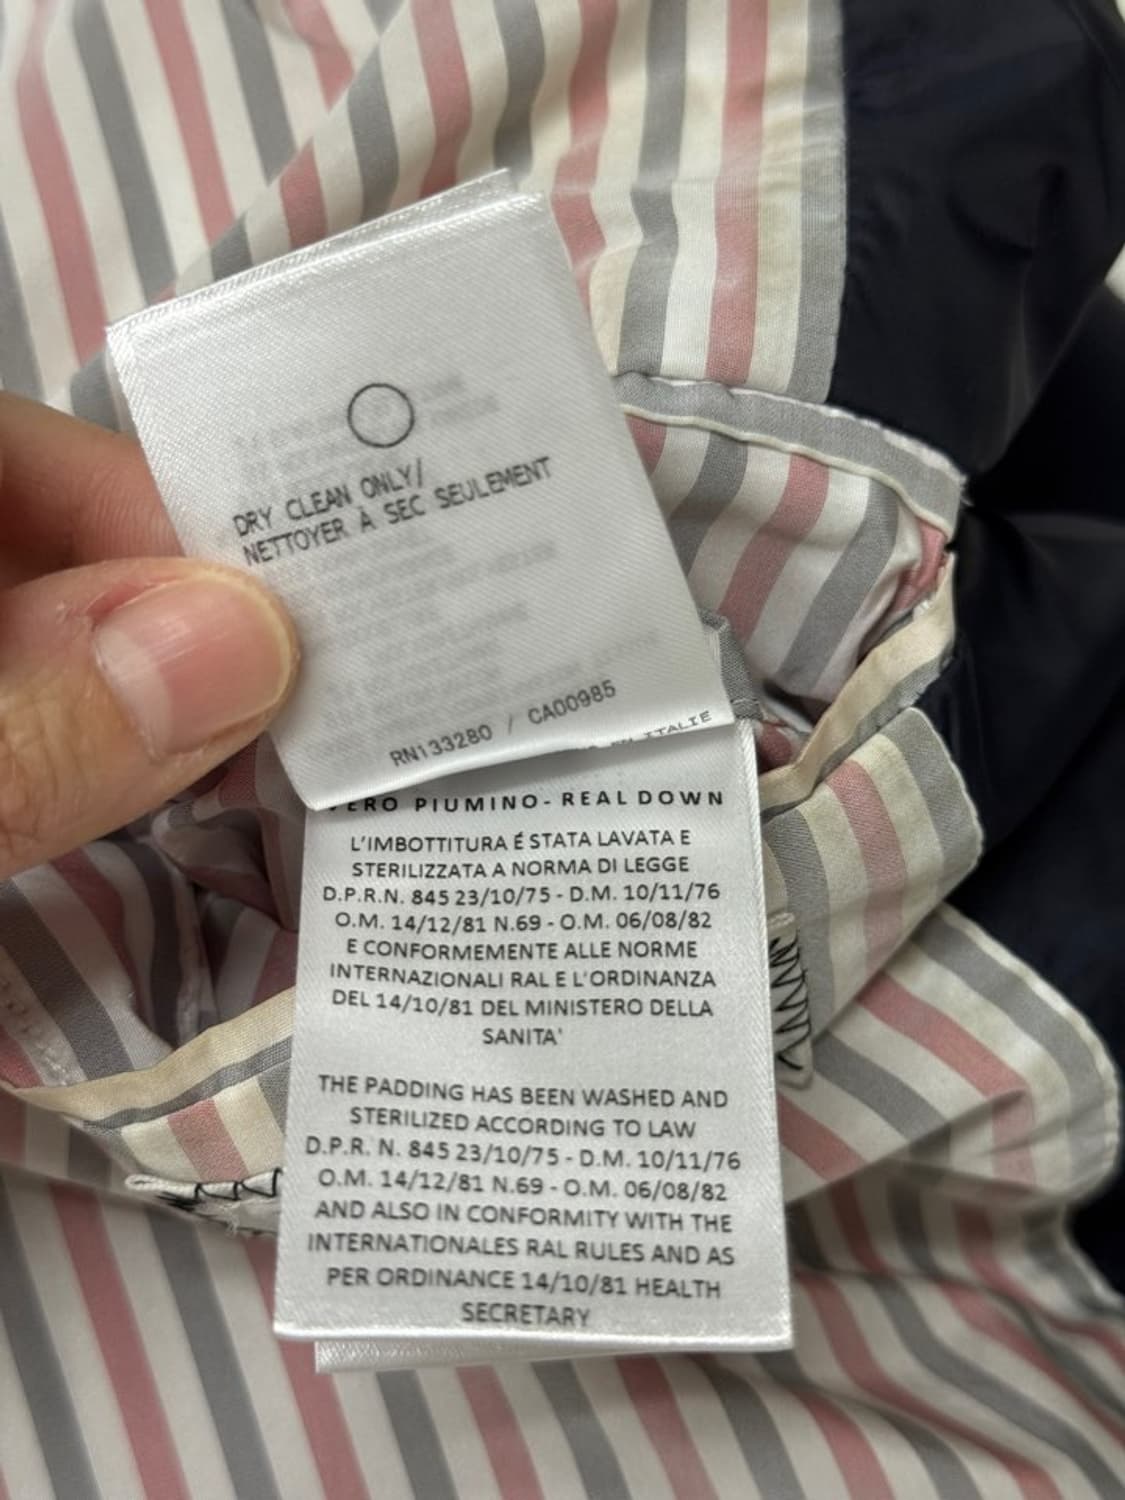 DRY CLEAN ONLY/
NETTOYER À SEC SEULEMENT
RN133280 / CA00985
EN ITALIE
VERO PIUMINO- REAL DOWN
L'IMBOTTITURA É STATA LAVATA E
STERILIZZATA A NORMA DI LEGGE
D.P.R.N. 845 23/10/75 - D.M. 10/11/76
O.M. 14/12/81 N.69 - O.M. 06/08/82
E CONFORMEMENTE ALLE NORME
INTERNAZIONALI RAL E L'ORDINANZA
DEL 14/10/81 DEL MINISTERO DELLA
SANITA'
THE PADDING HAS BEEN WASHED AND
STERILIZED ACCORDING TO LAW
D.P.R. N. 845 23/10/75 - D.M. 10/11/76
O.M. 14/12/81 N.69 - O.M. 06/08/82
AND ALSO IN CONFORMITY WITH THE
INTERNATIONALES RAL RULES AND AS
PER ORDINANCE 14/10/81 HEALTH
SECRETARY